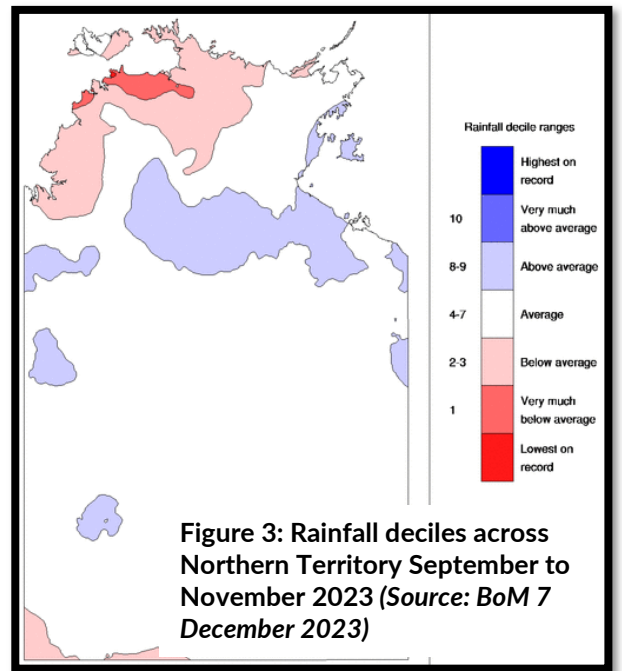 Rainfall decile ranges
Highest on
record
10
Very much
above average
8-9
Above average
4-7
Average
2-3
Below average
1
Very much
below average
Lowest on
record
Figure 3: Rainfall deciles across
Northern Territory September to
November 2023 (Source: BoM 7
December 2023)